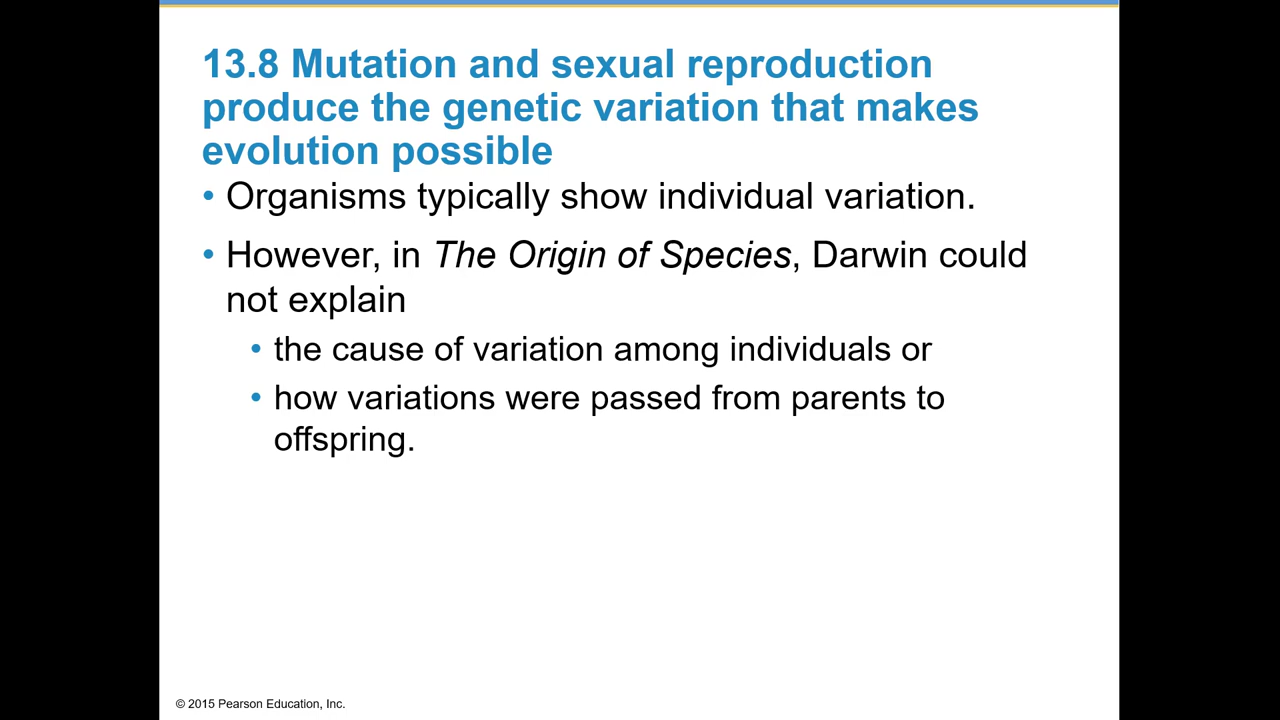 13.8 Mutation and sexual reproduction
produce the genetic variation that makes
evolution possible
• Organisms typically show individual variation.
• However, in The Origin of Species, Darwin could
not explain
• the cause of variation among individuals or
• how variations were passed from parents to
offspring.
© 2015 Pearson Education, Inc.